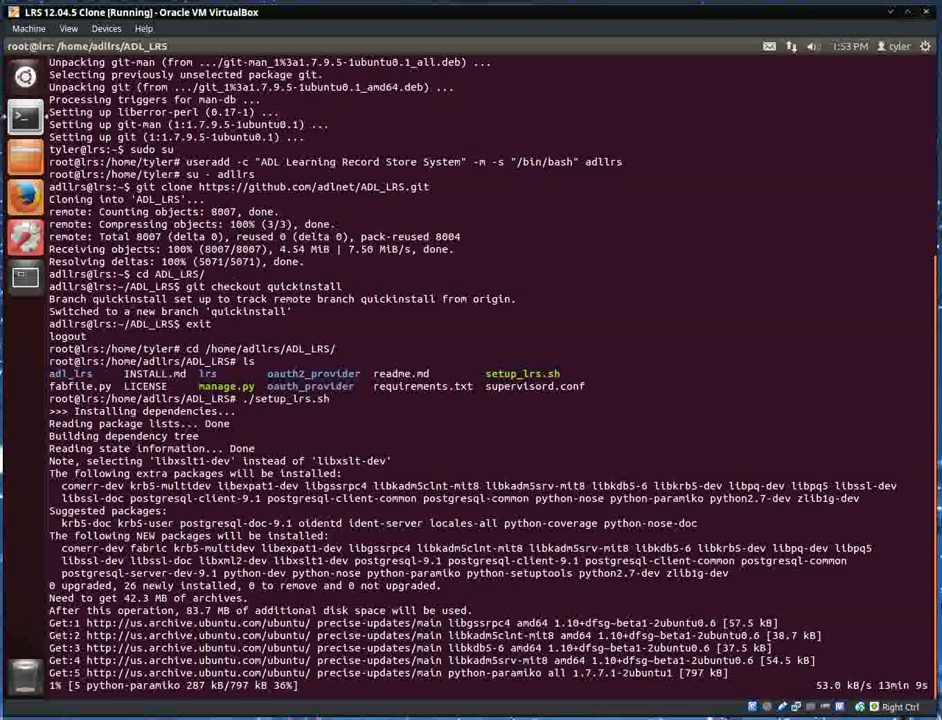 LRS 12.04.5 Clone [Running] - Oracle VM VirtualBox
Machine View Devices Help
root@lrs: /home/adllrs/ADL_LRS 1:53 PM tyler
Unpacking git-man (from .../git-man_1%3a1.7.9.5-1ubuntu0.1_all.deb) ...
Selecting previously unselected package git.
Unpacking git (from .../git_1%3a1.7.9.5-1ubuntu0.1_amd64.deb) ...
Processing triggers for man-db ...
Setting up liberror-perl (0.17-1) ...
Setting up git-man (1:1.7.9.5-1ubuntu0.1) ...
Setting up git (1:1.7.9.5-1ubuntu0.1) ...
tyler@lrs:~$ sudo su
root@lrs:/home/tyler# useradd -c "ADL Learning Record Store System" -m -s "/bin/bash" adllrs
root@lrs:/home/tyler# su - adllrs
adllrs@lrs:~$ git clone https://github.com/adlnet/ADL_LRS.git
Cloning into 'ADL_LRS'...
remote: Counting objects: 8007, done.
remote: Compressing objects: 100% (3/3), done.
remote: Total 8007 (delta 0), reused 0 (delta 0), pack-reused 8004
Receiving objects: 100% (8007/8007), 4.54 MiB | 7.50 MiB/s, done.
Resolving deltas: 100% (5071/5071), done.
adllrs@lrs:~$ cd ADL_LRS/
adllrs@lrs:~/ADL_LRS$ git checkout quickinstall
Branch quickinstall set up to track remote branch quickinstall from origin.
Switched to a new branch 'quickinstall'
adllrs@lrs:~/ADL_LRS$ exit
logout
root@lrs:/home/tyler# cd /home/adllrs/ADL_LRS/
root@lrs:/home/adllrs/ADL_LRS# ls
adl_lrs INSTALL.md lrs oauth2_provider readme.md setup_lrs.sh
fabfile.py LICENSE manage.py oauth_provider requirements.txt supervisord.conf
root@lrs:/home/adllrs/ADL_LRS# ./setup_lrs.sh
>>> Installing dependencies...
Reading package lists... Done
Building dependency tree
Reading state information... Done
Note, selecting 'libxslt1-dev' instead of 'libxslt-dev'
The following extra packages will be installed:
comerr-dev krb5-multidev libexpat1-dev libgssrpc4 libkadm5clnt-mit8 libkadm5srv-mit8 libkdb5-6 libkrb5-dev libpq-dev libpq5 libssl-dev
libssl-doc postgresql-client-9.1 postgresql-client-common postgresql-common python-nose python-paramiko python2.7-dev zlib1g-dev
Suggested packages:
krb5-doc krb5-user postgresql-doc-9.1 oidentd ident-server locales-all python-coverage python-nose-doc
The following NEW packages will be installed:
comerr-dev fabric krb5-multidev libexpat1-dev libgssrpc4 libkadm5clnt-mit8 libkadm5srv-mit8 libkdb5-6 libkrb5-dev libpq-dev libpq5
libssl-dev libssl-doc libxml2-dev libxslt1-dev postgresql-9.1 postgresql-client-9.1 postgresql-client-common postgresql-common
postgresql-server-dev-9.1 python-dev python-nose python-paramiko python-setuptools python2.7-dev zlib1g-dev
0 upgraded, 26 newly installed, 0 to remove and 0 not upgraded.
Need to get 42.3 MB of archives.
After this operation, 83.7 MB of additional disk space will be used.
Get:1 http://us.archive.ubuntu.com/ubuntu/ precise-updates/main libgssrpc4 amd64 1.10+dfsg~beta1-2ubuntu0.6 [57.5 kB]
Get:2 http://us.archive.ubuntu.com/ubuntu/ precise-updates/main libkadm5clnt-mit8 amd64 1.10+dfsg~beta1-2ubuntu0.6 [38.7 kB]
Get:3 http://us.archive.ubuntu.com/ubuntu/ precise-updates/main libkdb5-6 amd64 1.10+dfsg~beta1-2ubuntu0.6 [37.5 kB]
Get:4 http://us.archive.ubuntu.com/ubuntu/ precise-updates/main libkadm5srv-mit8 amd64 1.10+dfsg~beta1-2ubuntu0.6 [54.5 kB]
Get:5 http://us.archive.ubuntu.com/ubuntu/ precise/main python-paramiko all 1.7.7.1-2ubuntu1 [797 kB]
1% [5 python-paramiko 287 kB/797 kB 36%] 53.0 kB/s 13min 9s
Right Ctrl